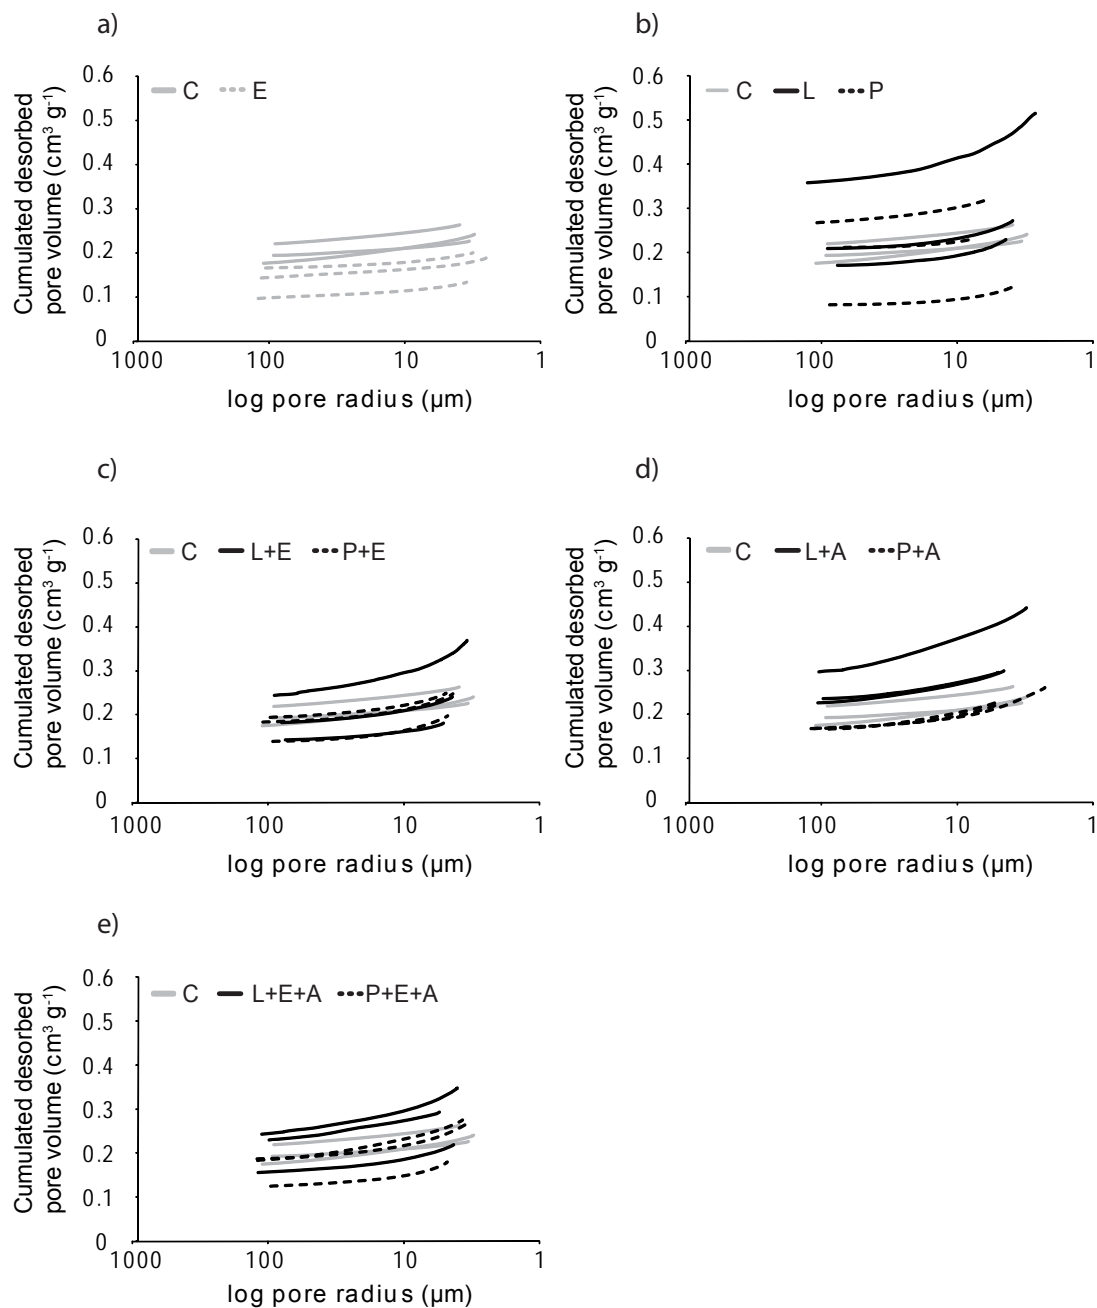 a)
C E
Cumulated desorbed
pore volume (cm³ g⁻¹)
0.6
0.5
0.4
0.3
0.2
0.1
0
1000 100 10 1
log pore radius (µm)
b)
C L P
Cumulated desorbed
pore volume (cm³ g⁻¹)
0.6
0.5
0.4
0.3
0.2
0.1
0
1000 100 10 1
log pore radius (µm)
c)
C L+E P+E
Cumulated desorbed
pore volume (cm³ g⁻¹)
0.6
0.5
0.4
0.3
0.2
0.1
0
1000 100 10 1
log pore radius (µm)
d)
C L+A P+A
Cumulated desorbed
pore volume (cm³ g⁻¹)
0.6
0.5
0.4
0.3
0.2
0.1
0
1000 100 10 1
log pore radius (µm)
e)
C L+E+A P+E+A
Cumulated desorbed
pore volume (cm³ g⁻¹)
0.6
0.5
0.4
0.3
0.2
0.1
0
1000 100 10 1
log pore radius (µm)